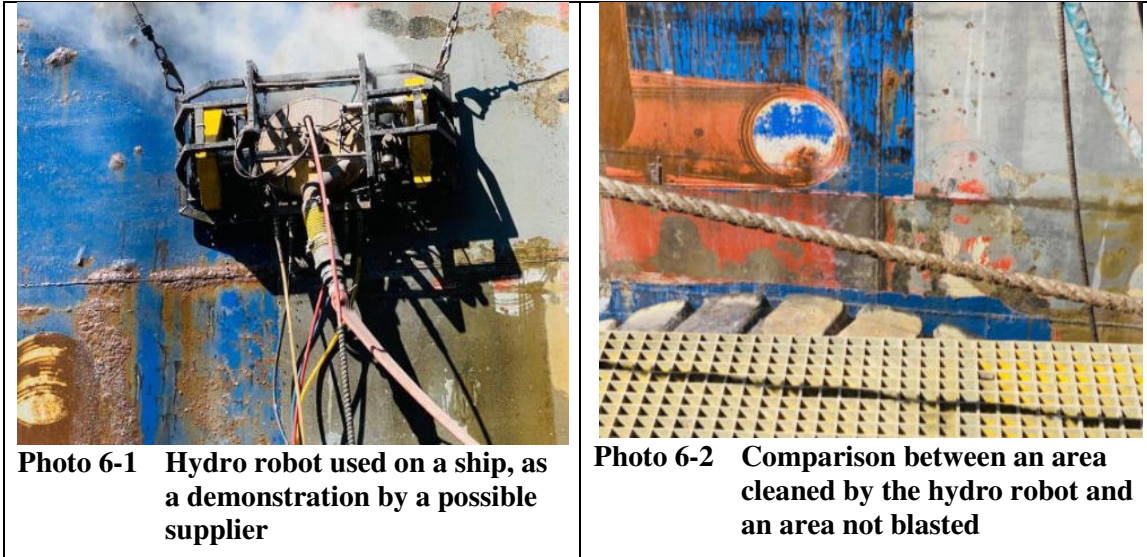 Photo 6-1 Hydro robot used on a ship, as
a demonstration by a possible
supplier
Photo 6-2 Comparison between an area
cleaned by the hydro robot and
an area not blasted